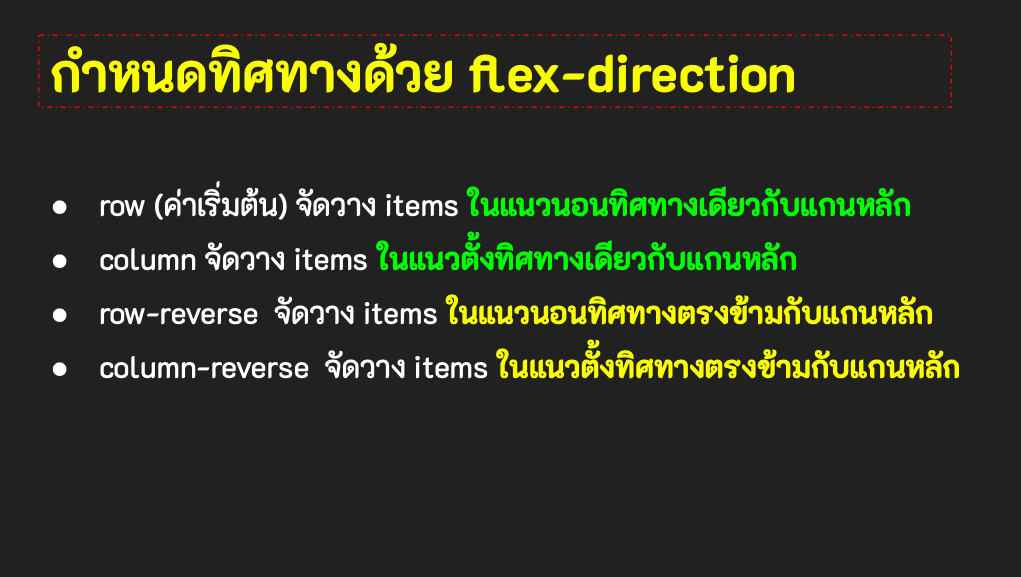 กำหนดทิศทางด้วย flex-direction
● row (ค่าเริ่มต้น) จัดวาง items ในแนวนอนทิศทางเดียวกับแกนหลัก
● column จัดวาง items ในแนวตั้งทิศทางเดียวกับแกนหลัก
● row-reverse จัดวาง items ในแนวนอนทิศทางตรงข้ามกับแกนหลัก
● column-reverse จัดวาง items ในแนวตั้งทิศทางตรงข้ามกับแกนหลัก